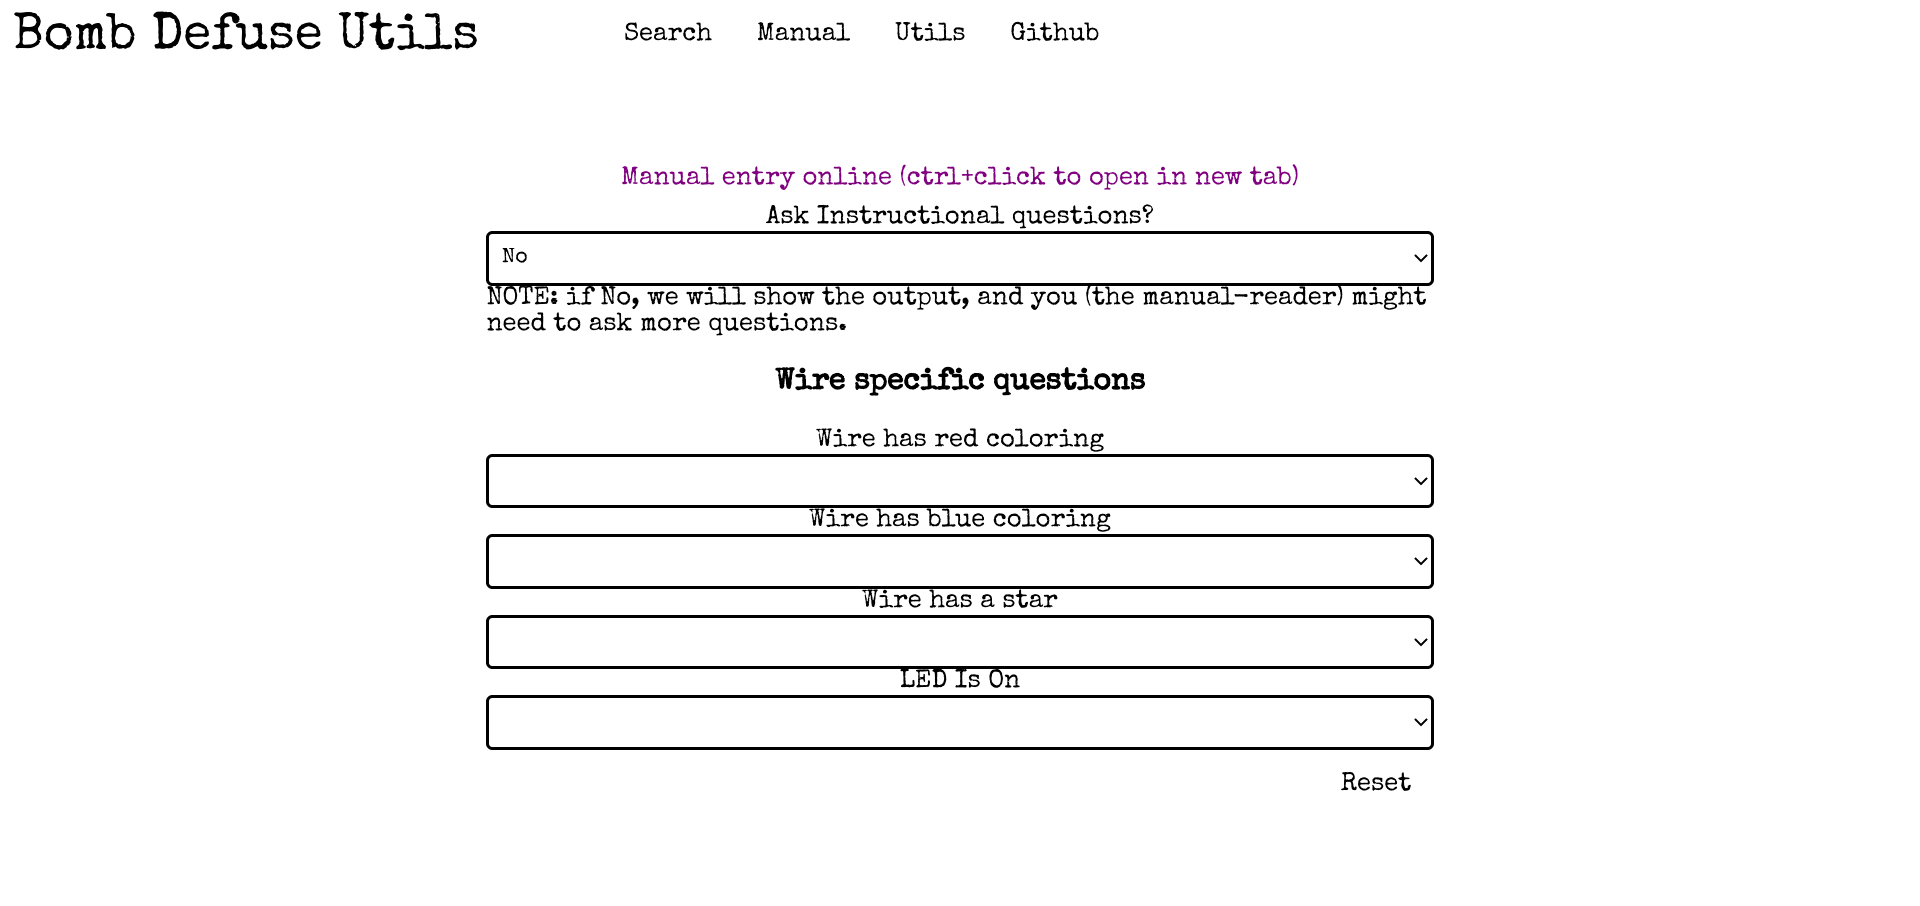 Bomb Defuse Utils
Search Manual Utils Github
Manual entry online (ctrl+click to open in new tab)
Ask Instructional questions?
No
NOTE: if No, we will show the output, and you (the manual-reader) might
need to ask more questions.
Wire specific questions
Wire has red coloring
Wire has blue coloring
Wire has a star
LED Is On
Reset